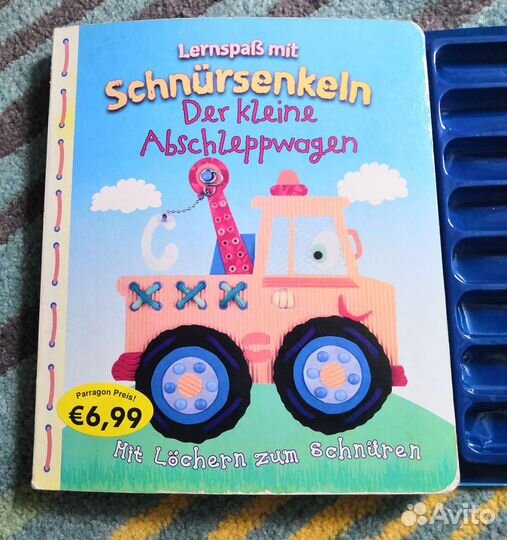 Lernspaß mit
Schnürsenkeln
Der kleine
Abschleppwagen
Parragon Preis!
€6,99
Mit Löchern zum Schnüren
Avito